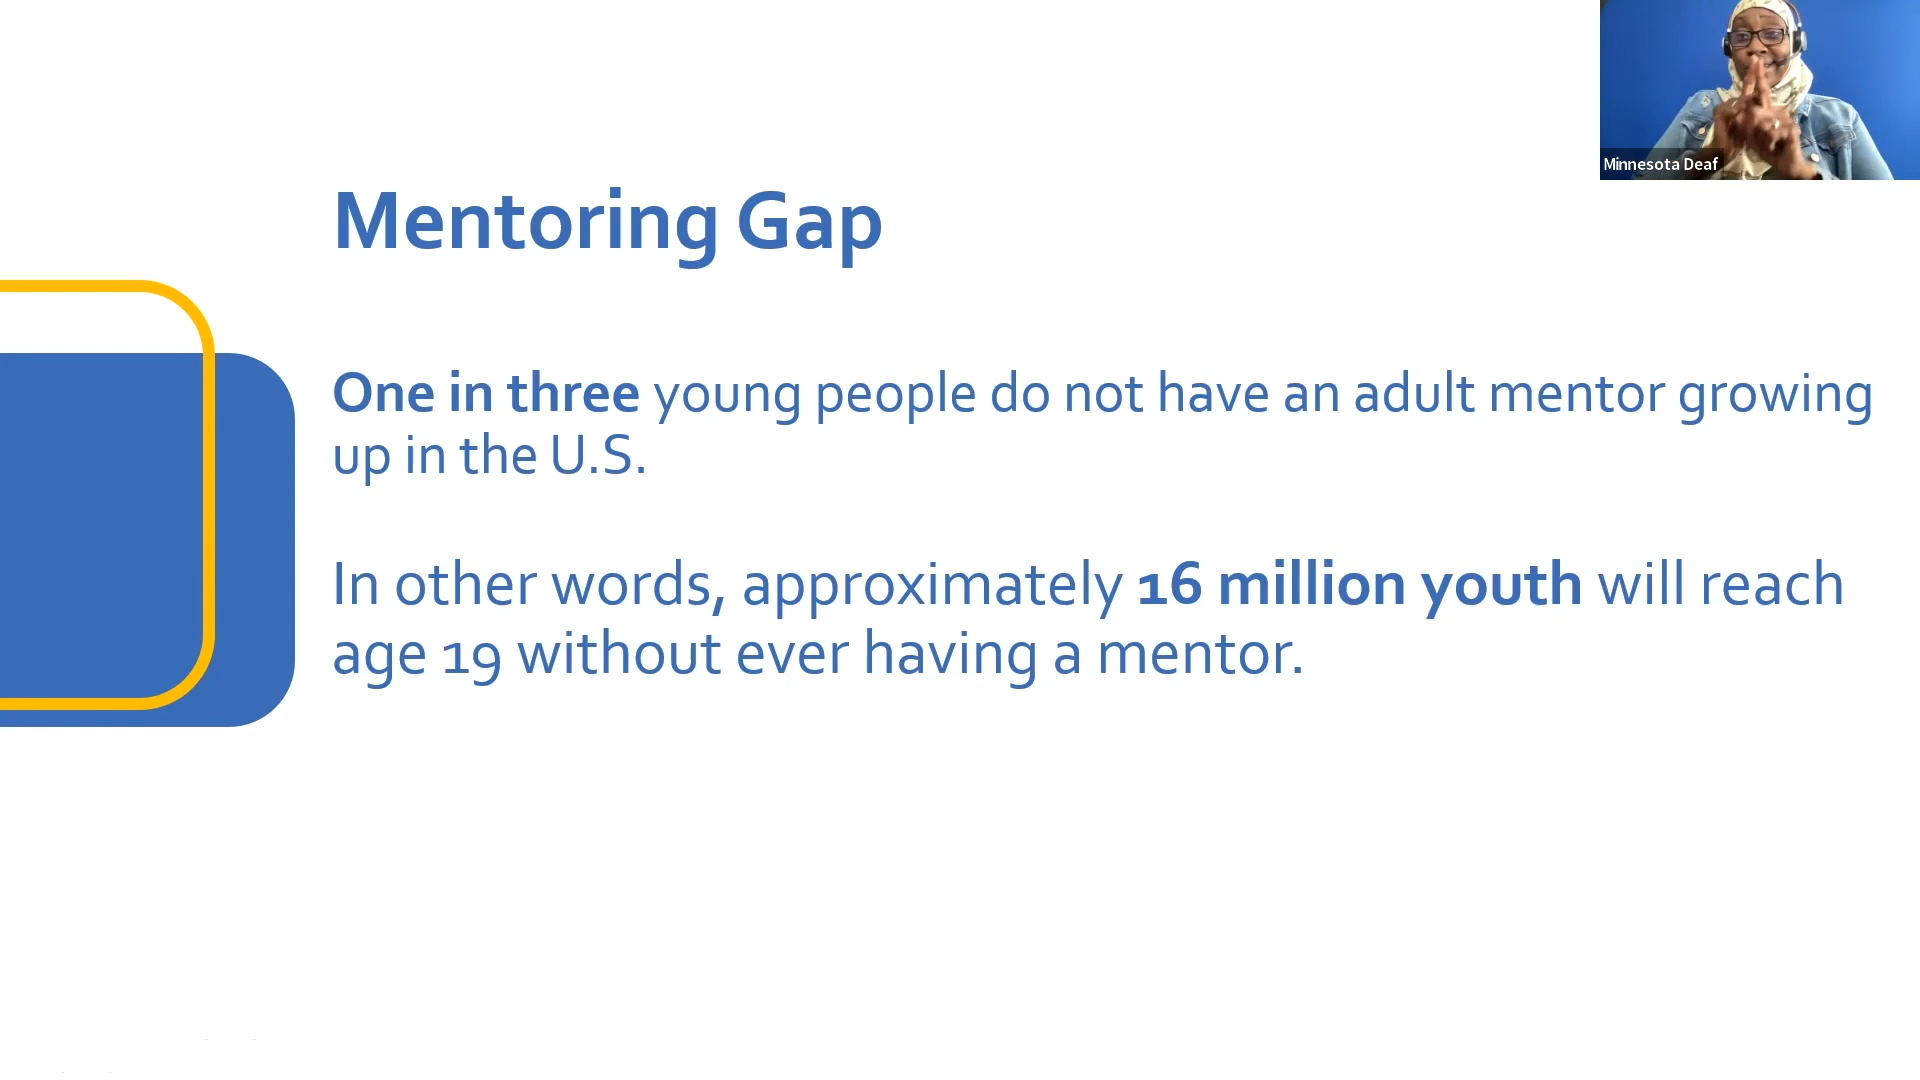 Minnesota Deaf
Mentoring Gap
One in three young people do not have an adult mentor growing
up in the U.S.
In other words, approximately 16 million youth will reach
age 19 without ever having a mentor.